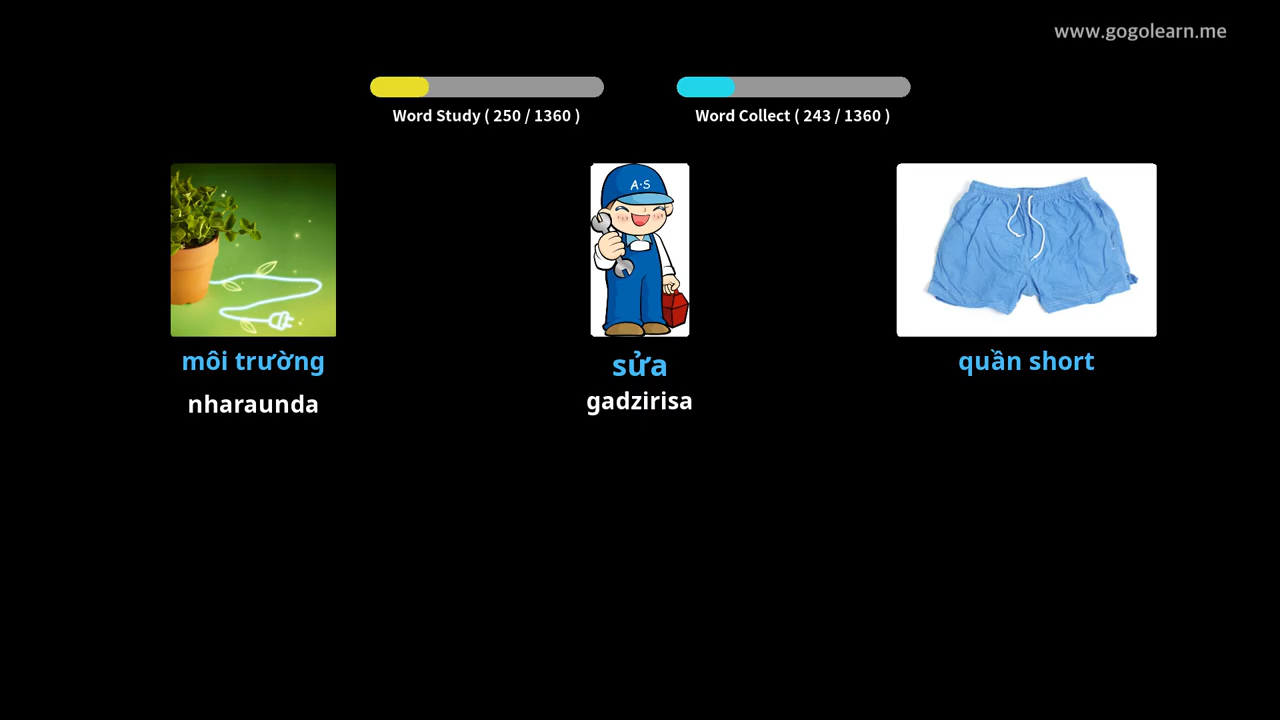 www.gogolearn.me
Word Study ( 250 / 1360 )
Word Collect ( 243 / 1360 )
A·S
môi trường
sửa
quần short
nharaunda
gadzirisa